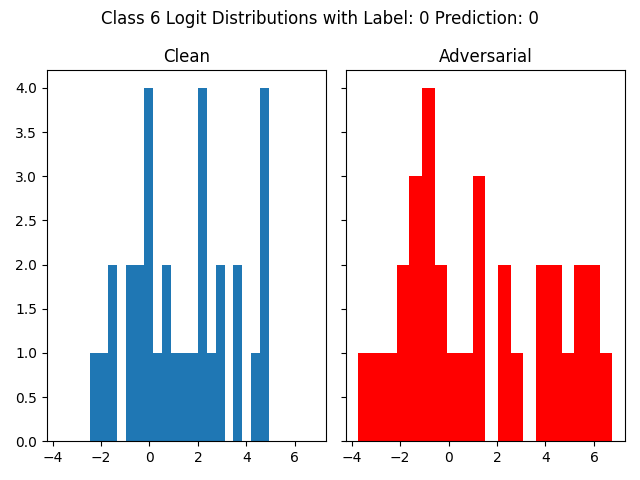 Class 6 Logit Distributions with Label: 0 Prediction: 0
Clean
Adversarial
4.0
3.5
3.0
2.5
2.0
1.5
1.0
0.5
0.0
−4 −2 0 2 4 6
−4 −2 0 2 4 6